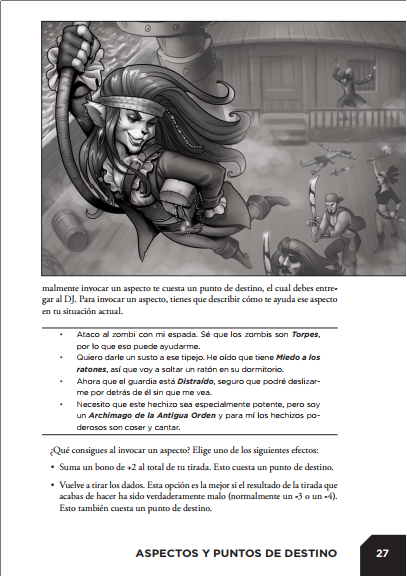 malmente invocar un aspecto te cuesta un punto de destino, el cual debes entre-
gar al DJ. Para invocar un aspecto, tienes que describir cómo te ayuda ese aspecto
en tu situación actual.
• Ataco al zombi con mi espada. Sé que los zombis son Torpes,
por lo que eso puede ayudarme.
• Quiero darle un susto a ese tipejo. He oído que tiene Miedo a los
ratones, así que voy a soltar un ratón en su dormitorio.
• Ahora que el guardia está Distraído, seguro que podré deslizar-
me por detrás de él sin que me vea.
• Necesito que este hechizo sea especialmente potente, pero soy
un Archimago de la Antigua Orden y para mí los hechizos po-
derosos son coser y cantar.
¿Qué consigues al invocar un aspecto? Elige uno de los siguientes efectos:
• Suma un bono de +2 al total de tu tirada. Esto cuesta un punto de destino.
• Vuelve a tirar los dados. Esta opción es la mejor si el resultado de la tirada que
acabas de hacer ha sido verdaderamente malo (normalmente un -3 o un -4).
Esto también cuesta un punto de destino.
ASPECTOS Y PUNTOS DE DESTINO
27